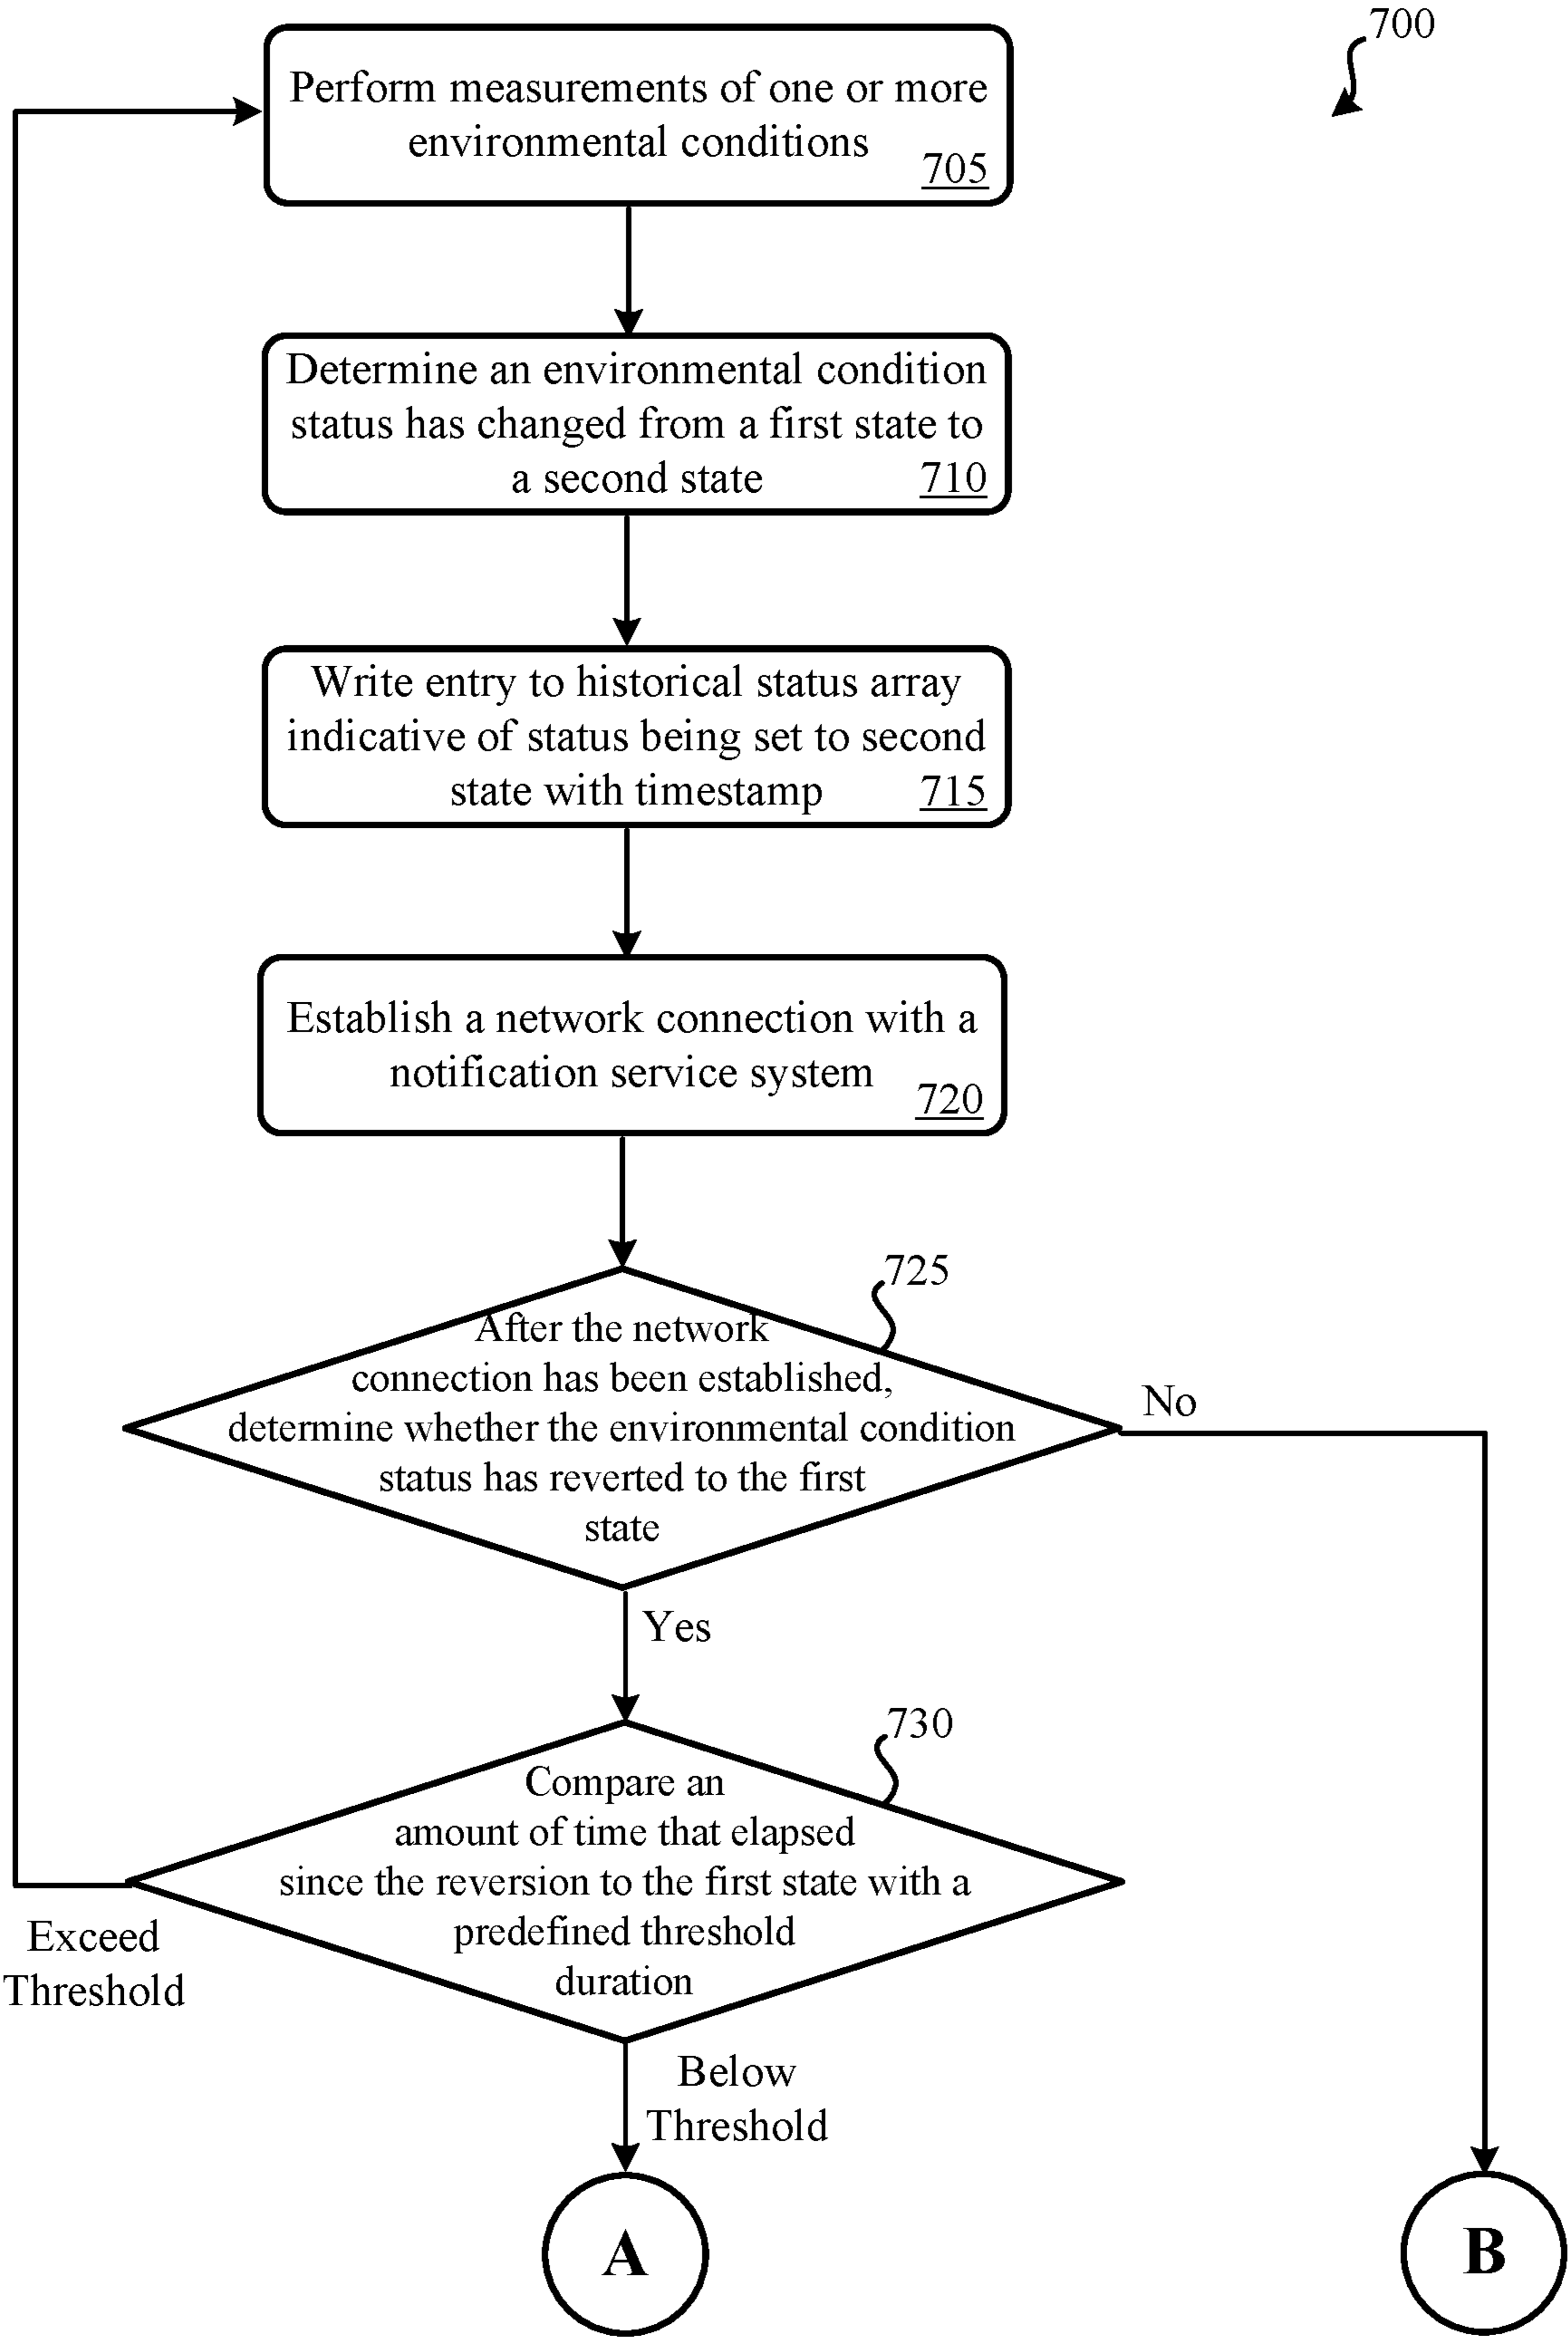 700
Perform measurements of one or more
environmental conditions
705
Determine an environmental condition
status has changed from a first state to
a second state
710
Write entry to historical status array
indicative of status being set to second
state with timestamp
715
Establish a network connection with a
notification service system
720
725
After the network
connection has been established,
determine whether the environmental condition
status has reverted to the first
state
No
Yes
730
Compare an
amount of time that elapsed
since the reversion to the first state with a
predefined threshold
duration
Exceed
Threshold
Below
Threshold
A
B